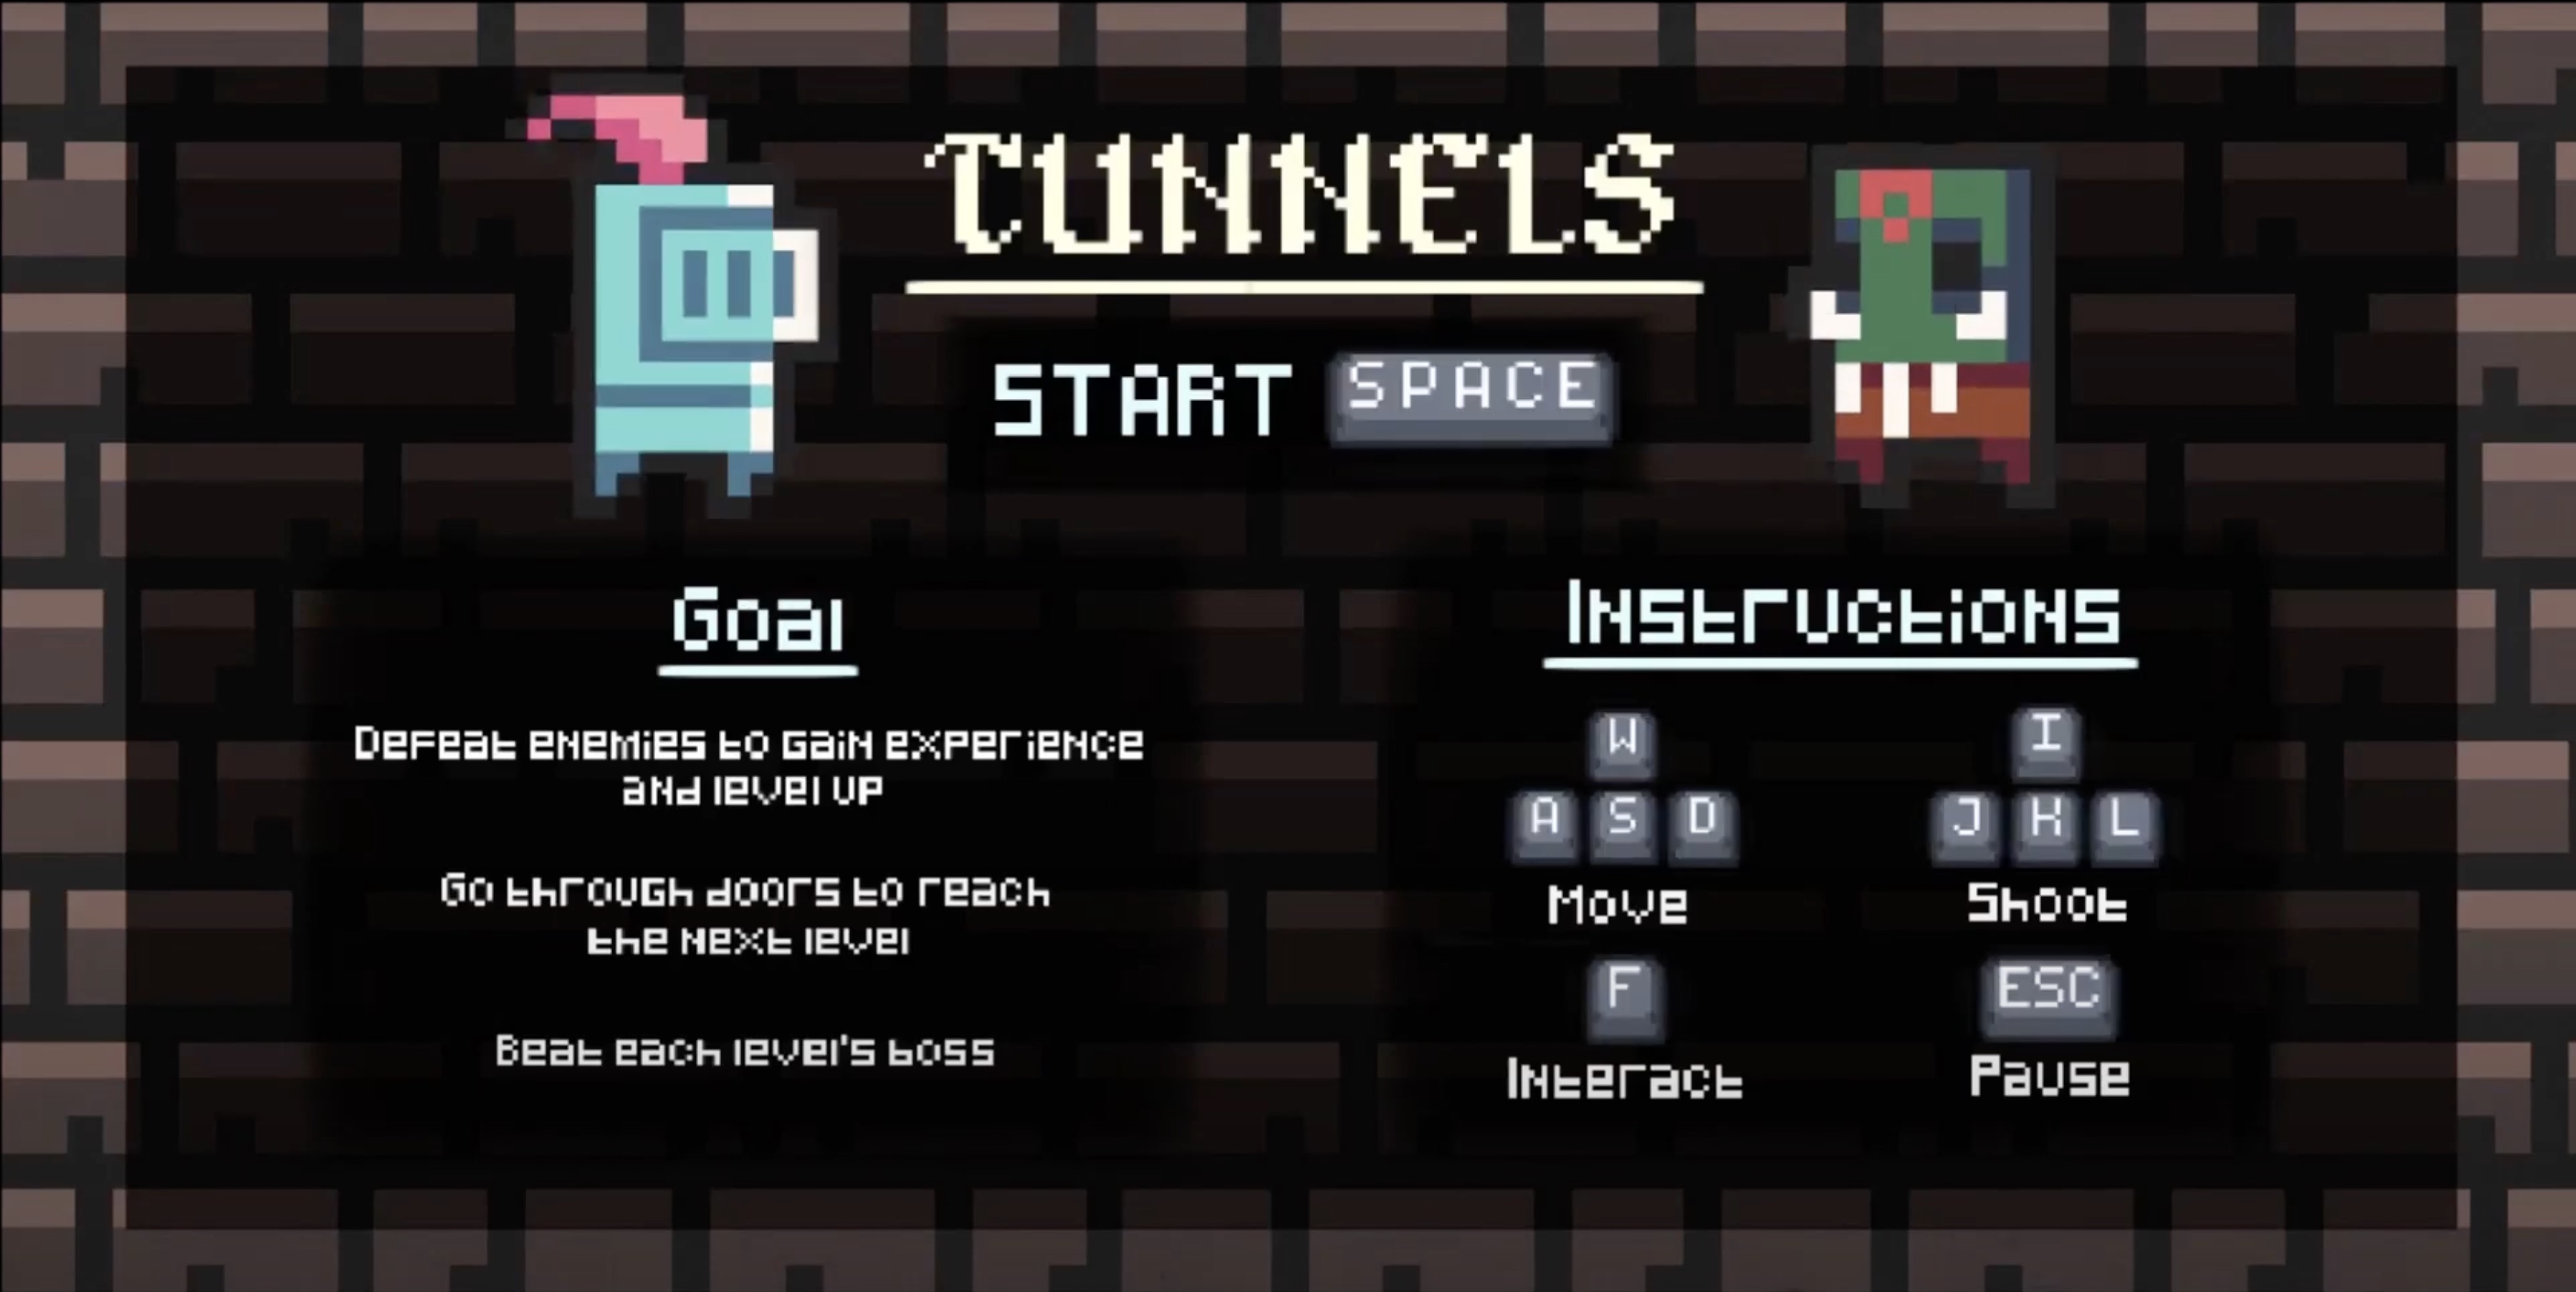 TUNNELS
START SPACE
Goal
Defeat enemies to gain experience
and level up
Go through doors to reach
the next level
Beat each level's boss
Instructions
W
A S D
Move
I
J K L
Shoot
F
Interact
ESC
Pause